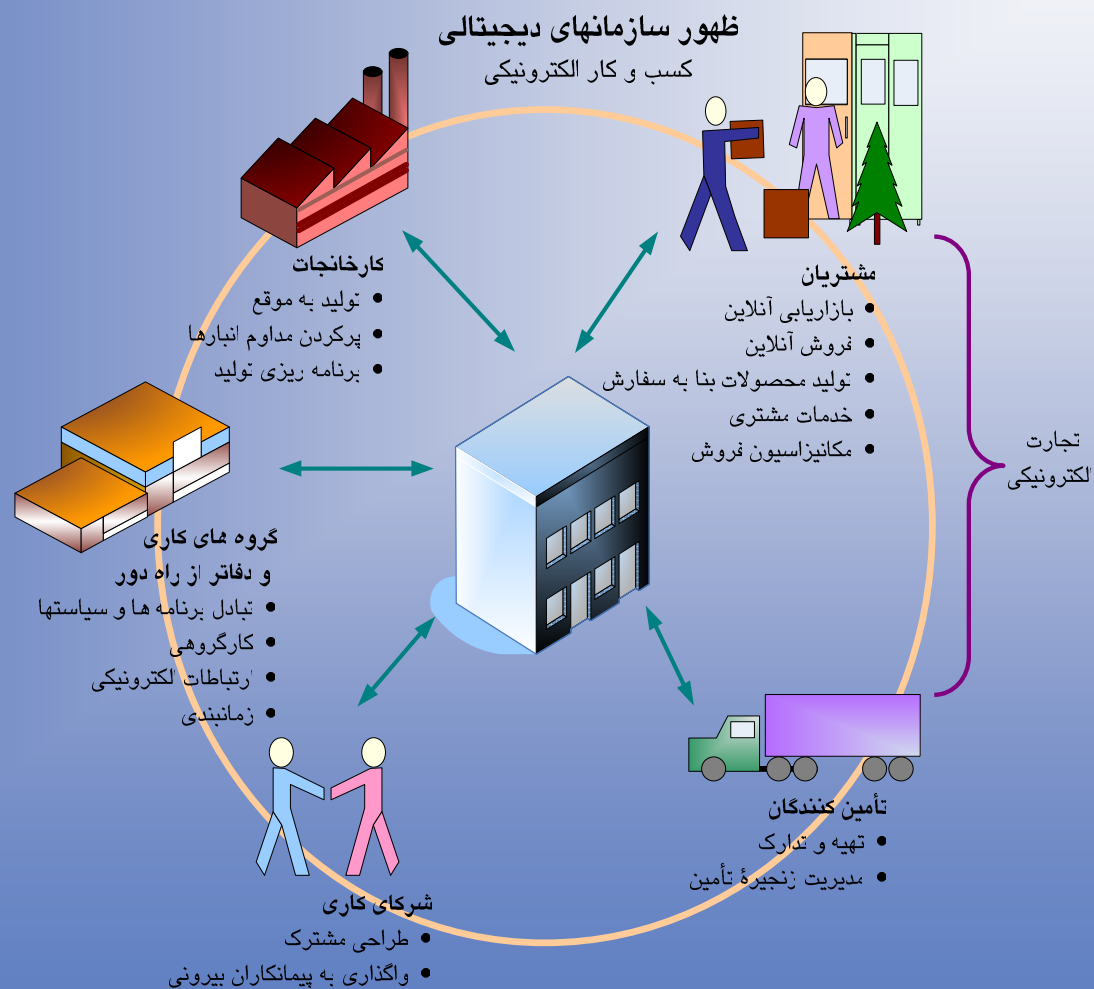 ظهور سازمانهای دیجیتالی
کسب و کار الکترونیکی
کارخانجات
• تولید به موقع
• پرکردن مداوم انبارها
• برنامه ریزی تولید
مشتریان
• بازاریابی آنلاین
• فروش آنلاین
• تولید محصولات بنا به سفارش
• خدمات مشتری
• مکانیزاسیون فروش
تجارت
الکترونیکی
گروه های کاری
و دفاتر از راه دور
• تبادل برنامه ها و سیاستها
• کارگروهی
• ارتباطات الکترونیکی
• زمانبندی
تأمین کنندگان
• تهیه و تدارک
• مدیریت زنجیرۀ تأمین
شرکای کاری
• طراحی مشترک
• واگذاری به پیمانکاران بیرونی